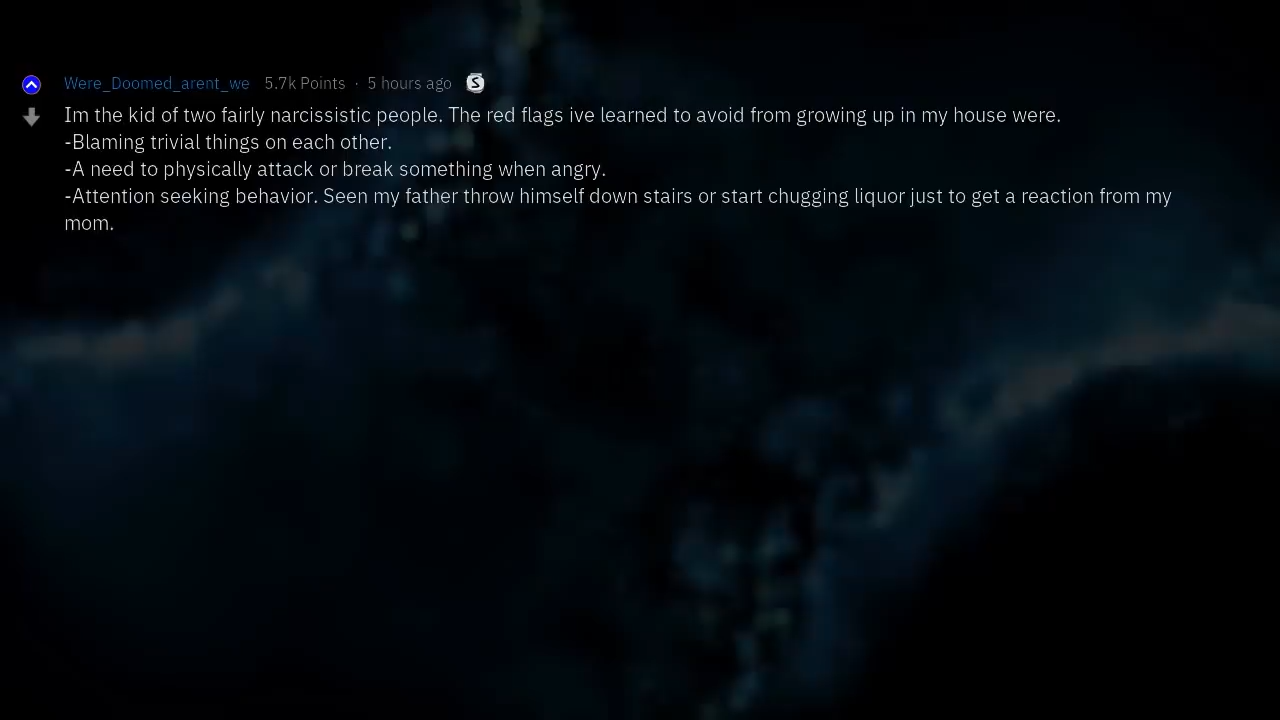 Were_Doomed_arent_we 5.7k Points · 5 hours ago S
Im the kid of two fairly narcissistic people. The red flags ive learned to avoid from growing up in my house were.
-Blaming trivial things on each other.
-A need to physically attack or break something when angry.
-Attention seeking behavior. Seen my father throw himself down stairs or start chugging liquor just to get a reaction from my
mom.